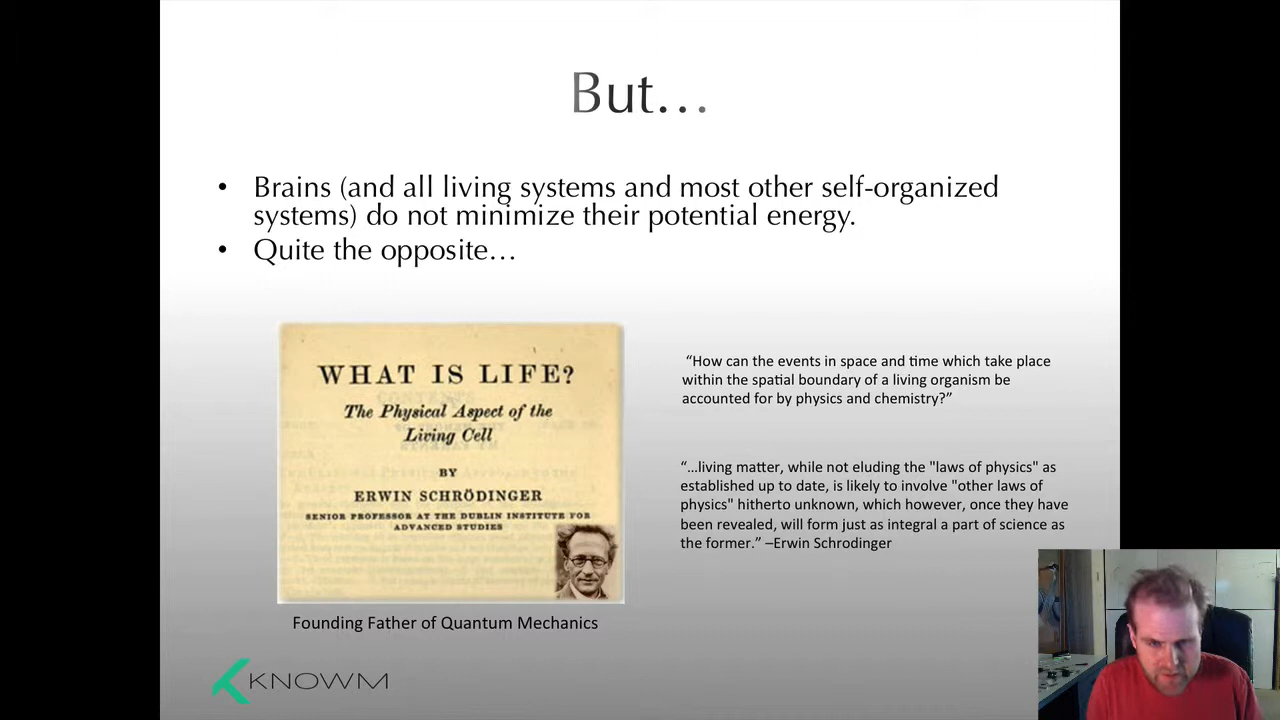 But…
• Brains (and all living systems and most other self-organized
systems) do not minimize their potential energy.
• Quite the opposite…
WHAT IS LIFE?
The Physical Aspect of the
Living Cell
BY
ERWIN SCHRÖDINGER
SENIOR PROFESSOR AT THE DUBLIN INSTITUTE FOR
ADVANCED STUDIES
Founding Father of Quantum Mechanics
“How can the events in space and time which take place
within the spatial boundary of a living organism be
accounted for by physics and chemistry?”
“…living matter, while not eluding the "laws of physics" as
established up to date, is likely to involve "other laws of
physics" hitherto unknown, which however, once they have
been revealed, will form just as integral a part of science as
the former.” –Erwin Schrodinger
KNOWM